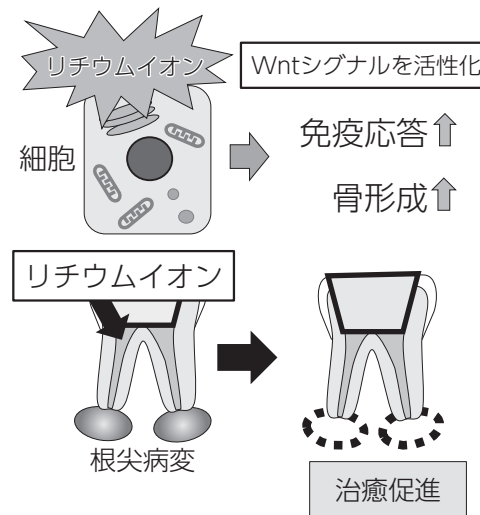 リチウムイオン
Wntシグナルを活性化
細胞
免疫応答⇧
骨形成⇧
リチウムイオン
根尖病変
治癒促進